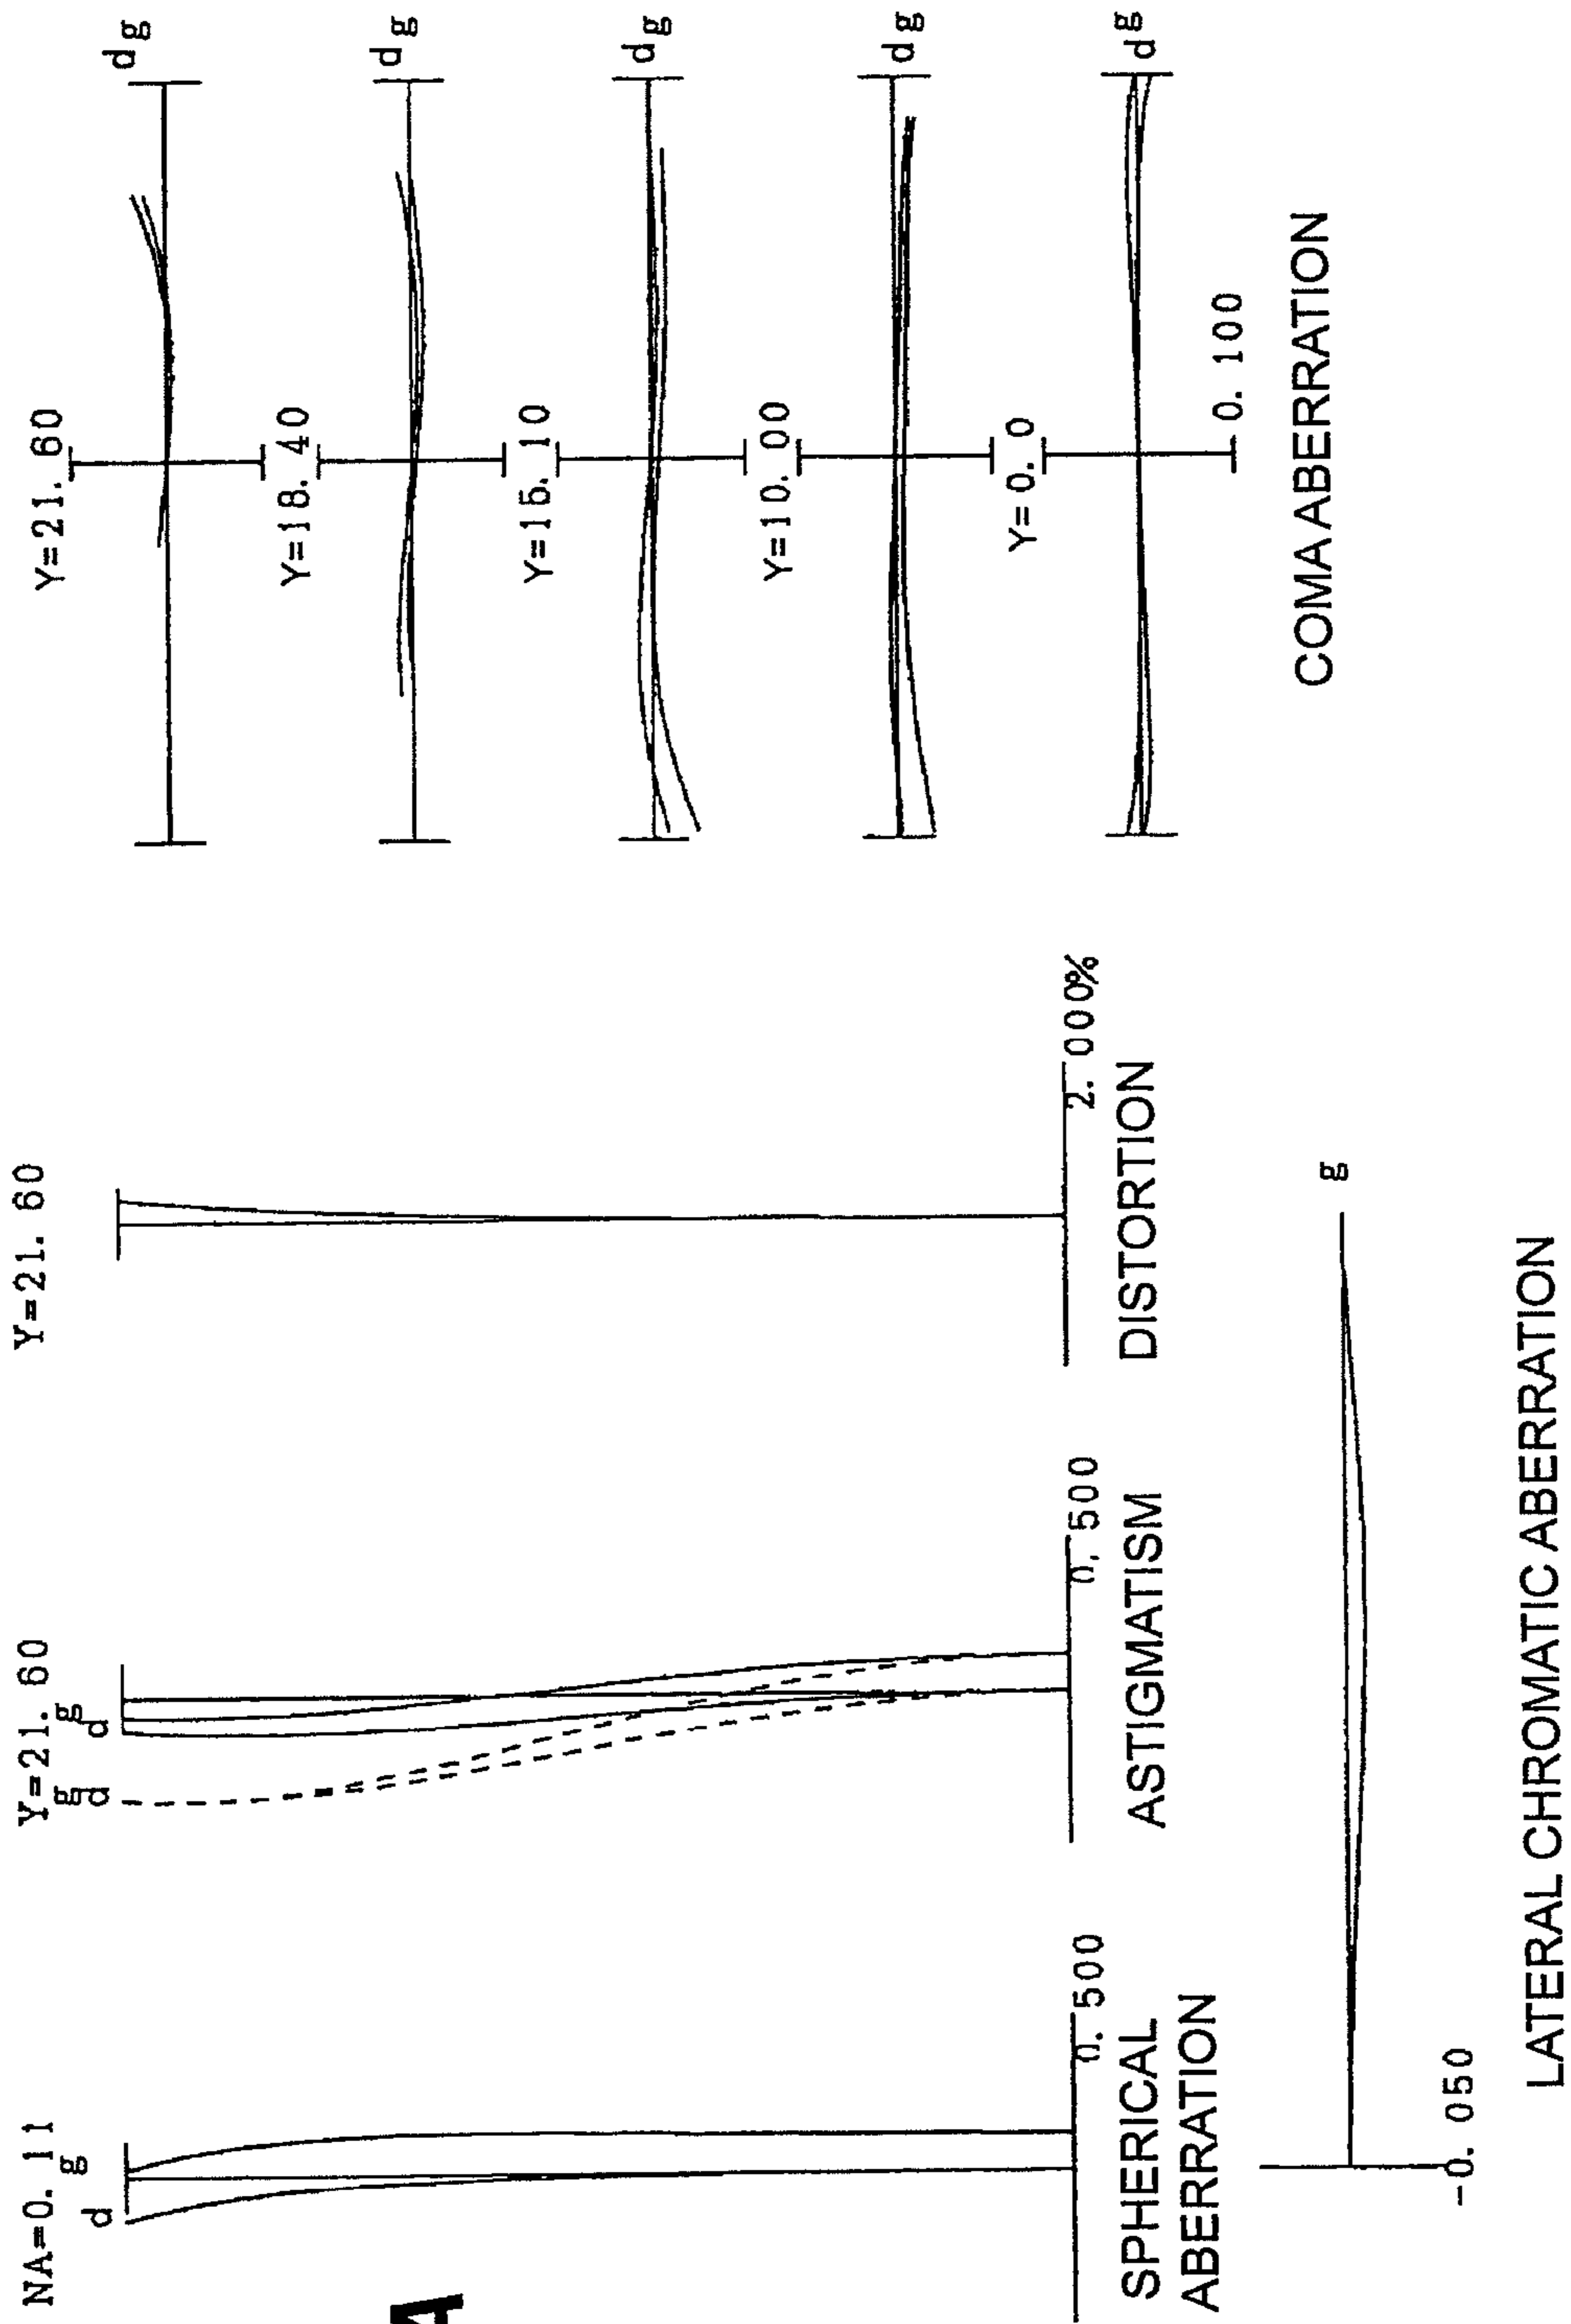 A
NA=0. 11
d g
0. 500
SPHERICAL
ABERRATION
Y=21. 60
g g
d d
0. 500
ASTIGMATISM
Y=21. 60
2. 000%
DISTORTION
g
-0. 050
LATERAL CHROMATIC ABERRATION
Y=21. 60
d g
Y=18. 40
d g
Y=15. 10
d g
Y=10. 00
d g
Y=0. 0
d g
0. 100
COMA ABERRATION